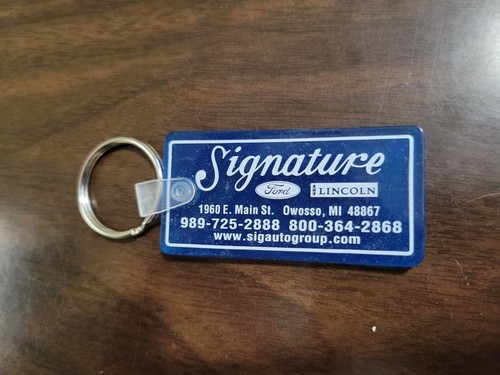 Signature
Ford LINCOLN
1960 E. Main St. Owosso, MI 48867
989-725-2888 800-364-2868
www.sigautogroup.com